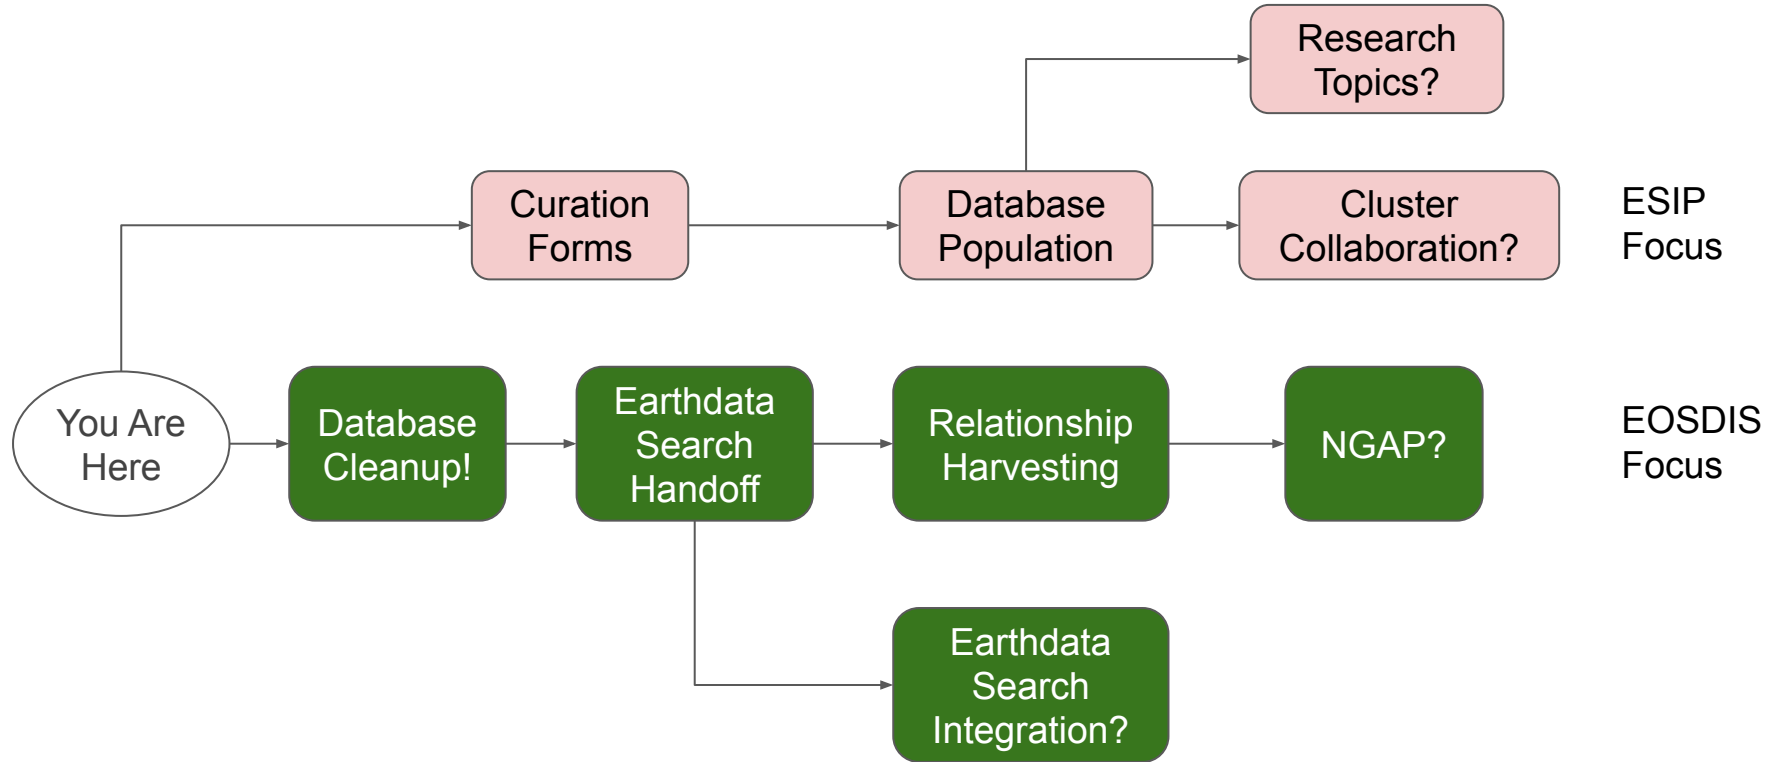 Research
Topics?
Curation
Forms
Database
Population
Cluster
Collaboration?
ESIP
Focus
You Are
Here
Database
Cleanup!
Earthdata
Search
Handoff
Relationship
Harvesting
NGAP?
EOSDIS
Focus
Earthdata
Search
Integration?